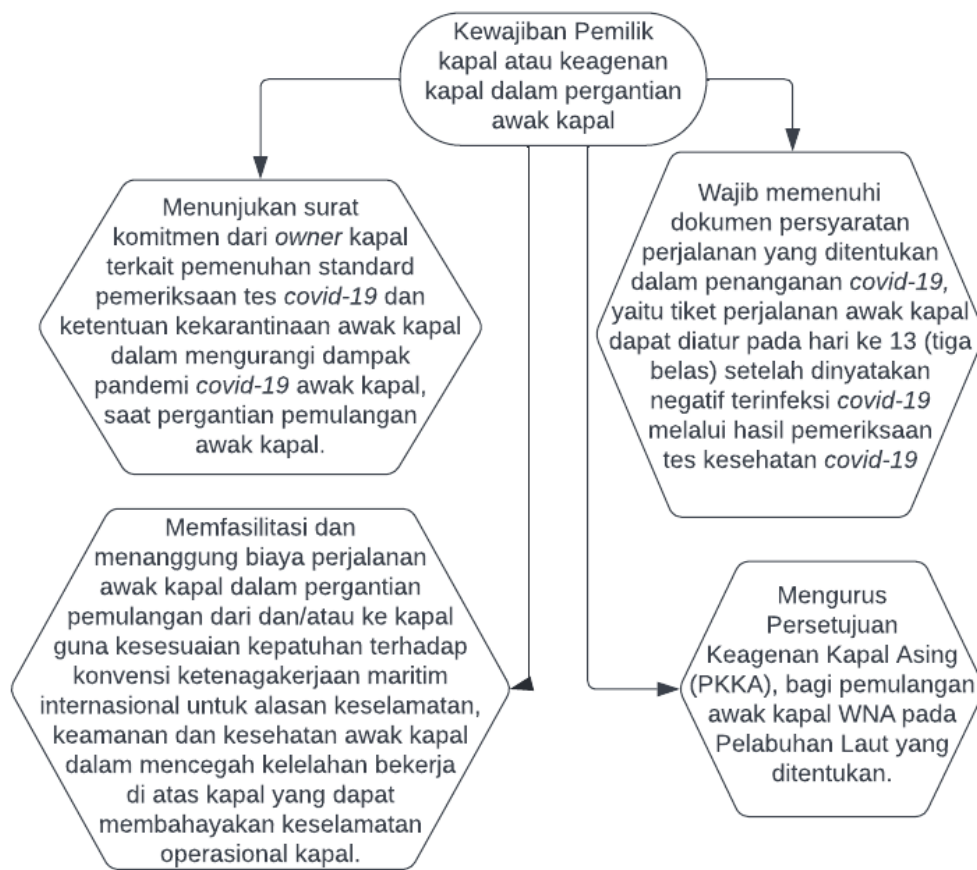 Kewajiban Pemilik
kapal atau keagenan
kapal dalam pergantian
awak kapal
Menunjukan surat
komitmen dari owner kapal
terkait pemenuhan standard
pemeriksaan tes covid-19 dan
ketentuan kekarantinaan awak kapal
dalam mengurangi dampak
pandemi covid-19 awak kapal,
saat pergantian pemulangan
awak kapal.
Wajib memenuhi
dokumen persyaratan
perjalanan yang ditentukan
dalam penanganan covid-19,
yaitu tiket perjalanan awak kapal
dapat diatur pada hari ke 13 (tiga
belas) setelah dinyatakan
negatif terinfeksi covid-19
melalui hasil pemeriksaan
tes kesehatan covid-19
Memfasilitasi dan
menanggung biaya perjalanan
awak kapal dalam pergantian
pemulangan dari dan/atau ke kapal
guna kesesuaian kepatuhan terhadap
konvensi ketenagakerjaan maritim
internasional untuk alasan keselamatan,
keamanan dan kesehatan awak kapal
dalam mencegah kelelahan bekerja
di atas kapal yang dapat
membahayakan keselamatan
operasional kapal.
Mengurus
Persetujuan
Keagenan Kapal Asing
(PKKA), bagi pemulangan
awak kapal WNA pada
Pelabuhan Laut yang
ditentukan.